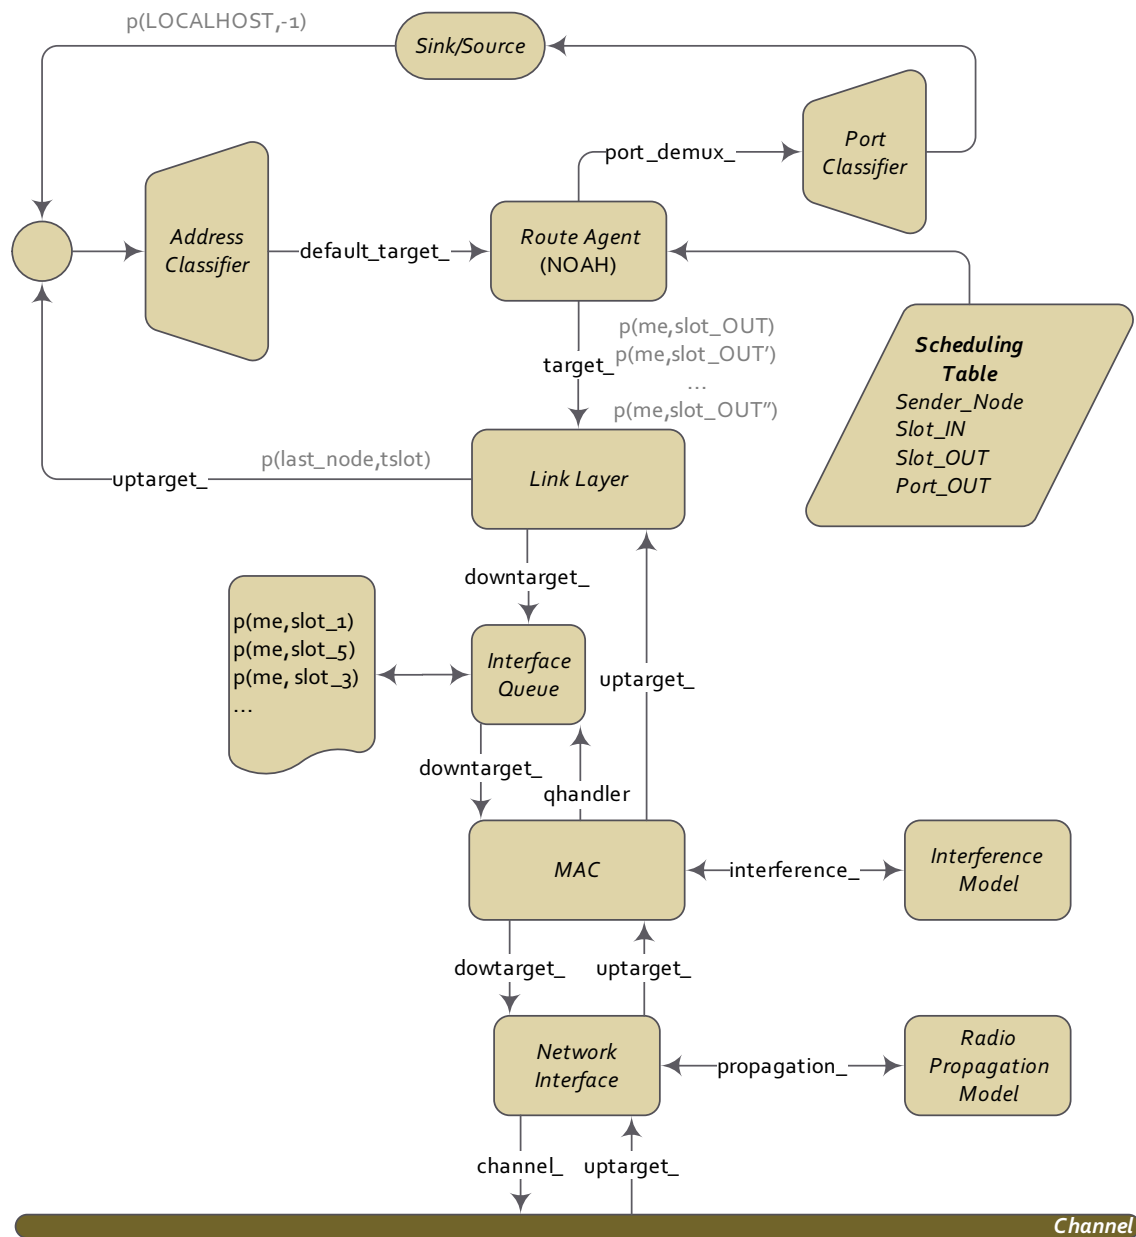 p(LOCALHOST,-1)
Sink/Source
port_demux_
Port
Classifier
Address
Classifier
default_target_
Route Agent
(NOAH)
p(me,slot_OUT)
p(me,slot_OUT’)
...
p(me,slot_OUT”)
target_
Scheduling
Table
Sender_Node
Slot_IN
Slot_OUT
Port_OUT
p(last_node,tslot)
uptarget_
Link Layer
downtarget_
p(me,slot_1)
p(me,slot_5)
p(me, slot_3)
...
Interface
Queue
uptarget_
downtarget_
qhandler
MAC
interference_
Interference
Model
dowtarget_
uptarget_
Network
Interface
propagation_
Radio
Propagation
Model
channel_
uptarget_
Channel